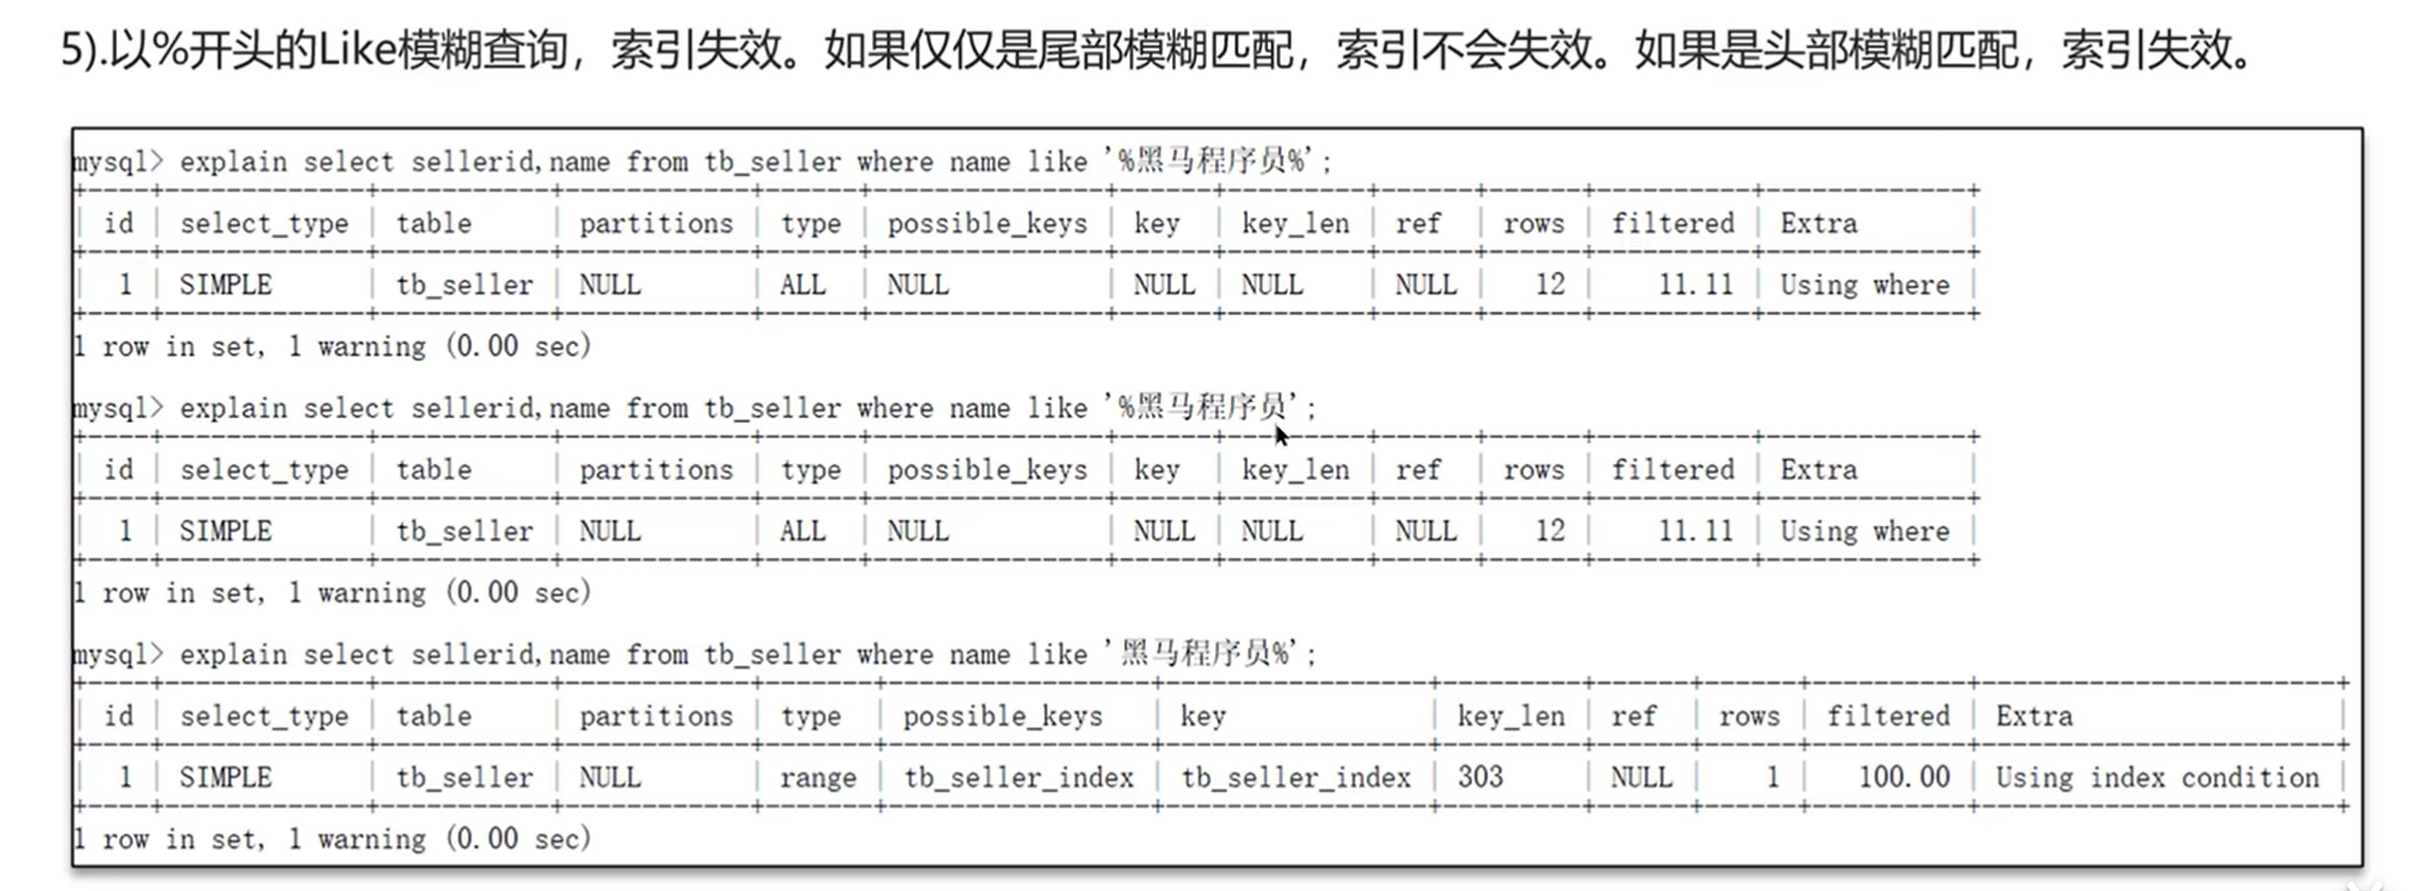 5).以%开头的Like模糊查询，索引失效。如果仅仅是尾部模糊匹配，索引不会失效。如果是头部模糊匹配，索引失效。
mysql> explain select sellerid,name from tb_seller where name like '%黑马程序员%';
| id | select_type | table | partitions | type | possible_keys | key | key_len | ref | rows | filtered | Extra |
| 1 | SIMPLE | tb_seller | NULL | ALL | NULL | NULL | NULL | NULL | 12 | 11.11 | Using where |
1 row in set, 1 warning (0.00 sec)
mysql> explain select sellerid,name from tb_seller where name like '%黑马程序员';
| id | select_type | table | partitions | type | possible_keys | key | key_len | ref | rows | filtered | Extra |
| 1 | SIMPLE | tb_seller | NULL | ALL | NULL | NULL | NULL | NULL | 12 | 11.11 | Using where |
1 row in set, 1 warning (0.00 sec)
mysql> explain select sellerid,name from tb_seller where name like '黑马程序员%';
| id | select_type | table | partitions | type | possible_keys | key | key_len | ref | rows | filtered | Extra |
| 1 | SIMPLE | tb_seller | NULL | range | tb_seller_index | tb_seller_index | 303 | NULL | 1 | 100.00 | Using index condition |
1 row in set, 1 warning (0.00 sec)